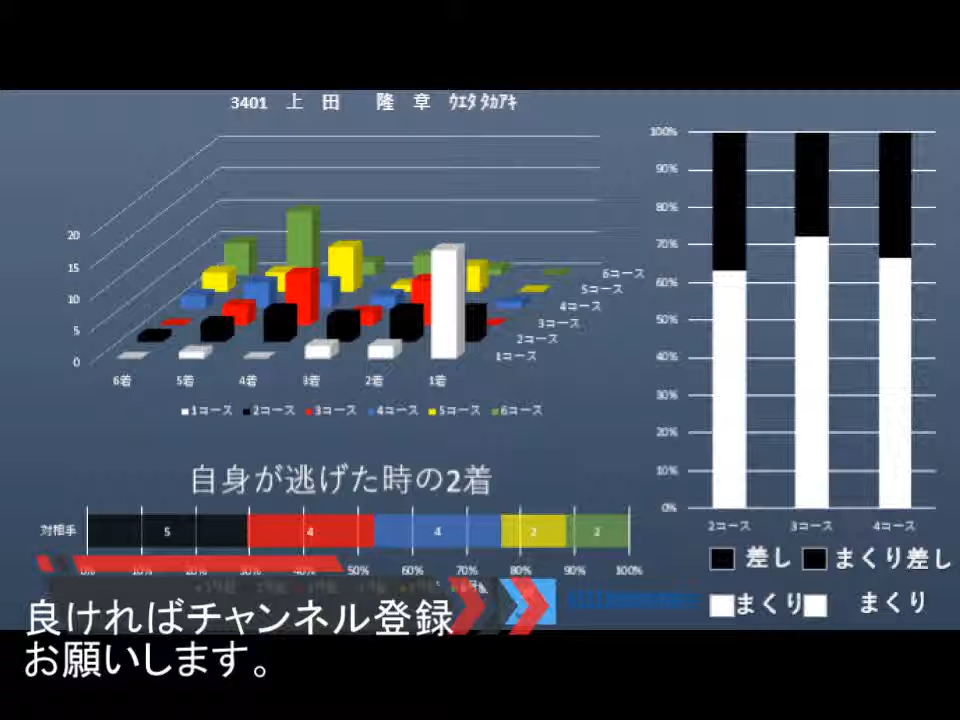 3401 上 田 隆 章 ｳｴﾀﾞﾀｶｱｷ
20
15
10
5
0
6着 5着 4着 3着 2着 1着
6コース
5コース
4コース
3コース
2コース
1コース
■1コース ■2コース ■3コース ■4コース ■5コース ■6コース
100%
90%
80%
70%
60%
50%
40%
30%
20%
10%
0%
2コース 3コース 4コース
差し まくり差し
まくり まくり
自身が逃げた時の2着
対相手 5 4 4 2 2
0% 10% 20% 30% 40% 50% 60% 70% 80% 90% 100%
良ければチャンネル登録
お願いします。